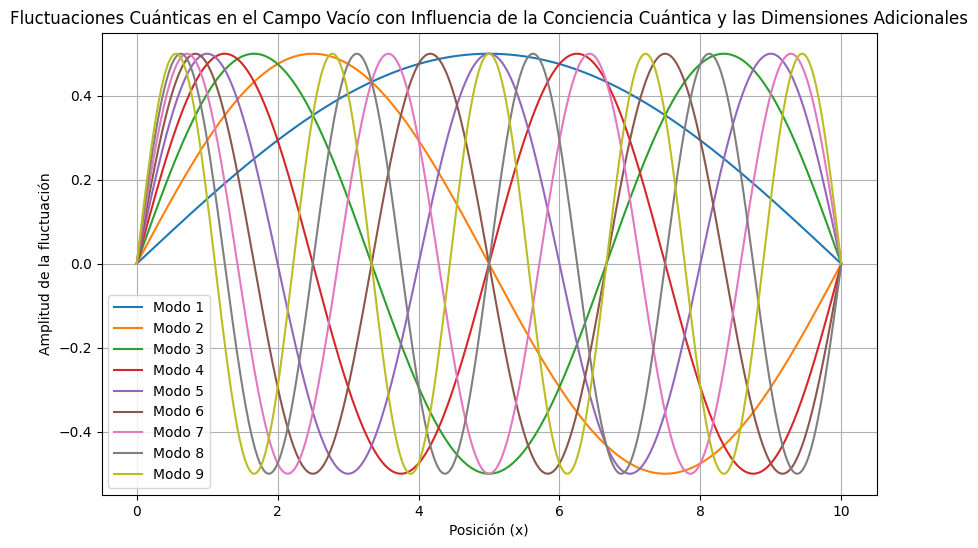 Fluctuaciones Cuánticas en el Campo Vacío con Influencia de la Conciencia Cuántica y las Dimensiones Adicionales
Amplitud de la fluctuación
0.4
0.2
0.0
−0.2
−0.4
Modo 1
Modo 2
Modo 3
Modo 4
Modo 5
Modo 6
Modo 7
Modo 8
Modo 9
0 2 4 6 8 10
Posición (x)